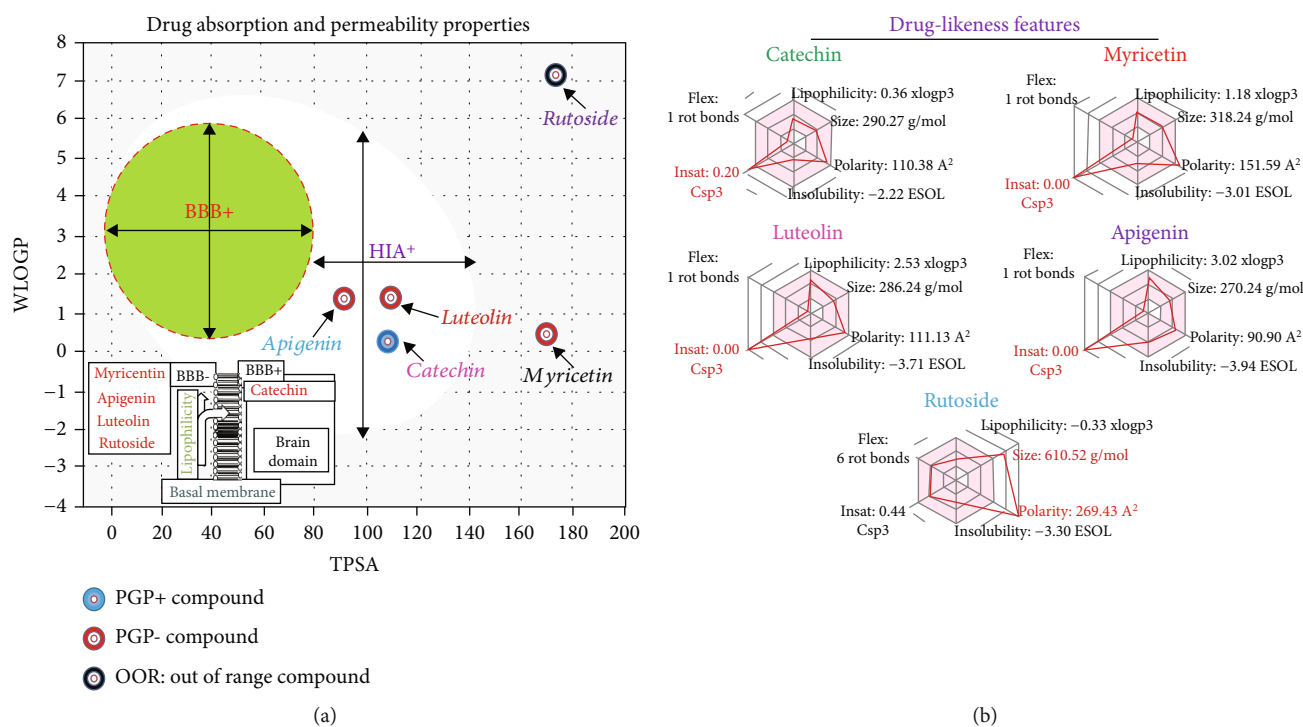 Drug absorption and permeability properties
8
7
6
5
4
3
2
1
0
−1
−2
−3
−4
WLOGP
Rutoside
BBB+
HIA+
Apigenin
Luteolin
Catechin
Myricetin
Myricentin
Apigenin
Luteolin
Rutoside
BBB-
BBB+
Catechin
Lipophilicity
Brain
domain
Basal membrane
0 20 40 60 80 100 120 140 160 180 200
TPSA
PGP+ compound
PGP- compound
OOR: out of range compound
(a)
Drug-likeness features
Catechin
Flex:
1 rot bonds
Lipophilicity: 0.36 xlogp3
Size: 290.27 g/mol
Polarity: 110.38 A²
Insolubility: −2.22 ESOL
Insat: 0.20
Csp3
Myricetin
Flex:
1 rot bonds
Lipophilicity: 1.18 xlogp3
Size: 318.24 g/mol
Polarity: 151.59 A²
Insolubility: −3.01 ESOL
Insat: 0.00
Csp3
Luteolin
Flex:
1 rot bonds
Lipophilicity: 2.53 xlogp3
Size: 286.24 g/mol
Polarity: 111.13 A²
Insolubility: −3.71 ESOL
Insat: 0.00
Csp3
Apigenin
Flex:
1 rot bonds
Lipophilicity: 3.02 xlogp3
Size: 270.24 g/mol
Polarity: 90.90 A²
Insolubility: −3.94 ESOL
Insat: 0.00
Csp3
Rutoside
Flex:
6 rot bonds
Lipophilicity: −0.33 xlogp3
Size: 610.52 g/mol
Polarity: 269.43 A²
Insolubility: −3.30 ESOL
Insat: 0.44
Csp3
(b)